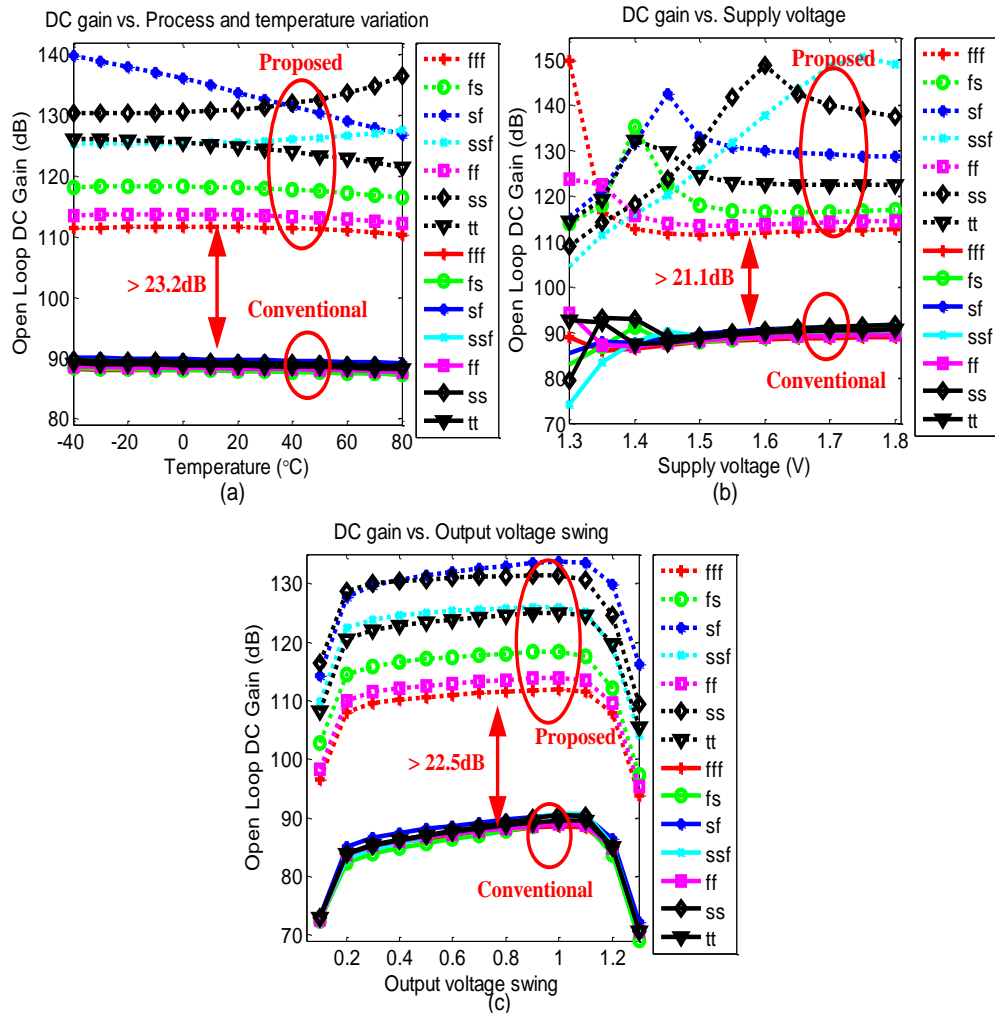 DC gain vs. Process and temperature variation
140
130
120
110
100
90
80
Open Loop DC Gain (dB)
Proposed
> 23.2dB
Conventional
-40 -20 0 20 40 60 80
Temperature (°C)
(a)
fff
fs
sf
ssf
ff
ss
tt
fff
fs
sf
ssf
ff
ss
tt
DC gain vs. Supply voltage
150
140
130
120
110
100
90
80
70
Open Loop DC Gain (dB)
Proposed
> 21.1dB
Conventional
1.3 1.4 1.5 1.6 1.7 1.8
Supply voltage (V)
(b)
fff
fs
sf
ssf
ff
ss
tt
fff
fs
sf
ssf
ff
ss
tt
DC gain vs. Output voltage swing
130
120
110
100
90
80
70
Open Loop DC Gain (dB)
Proposed
> 22.5dB
Conventional
0.2 0.4 0.6 0.8 1 1.2
Output voltage swing
(c)
fff
fs
sf
ssf
ff
ss
tt
fff
fs
sf
ssf
ff
ss
tt